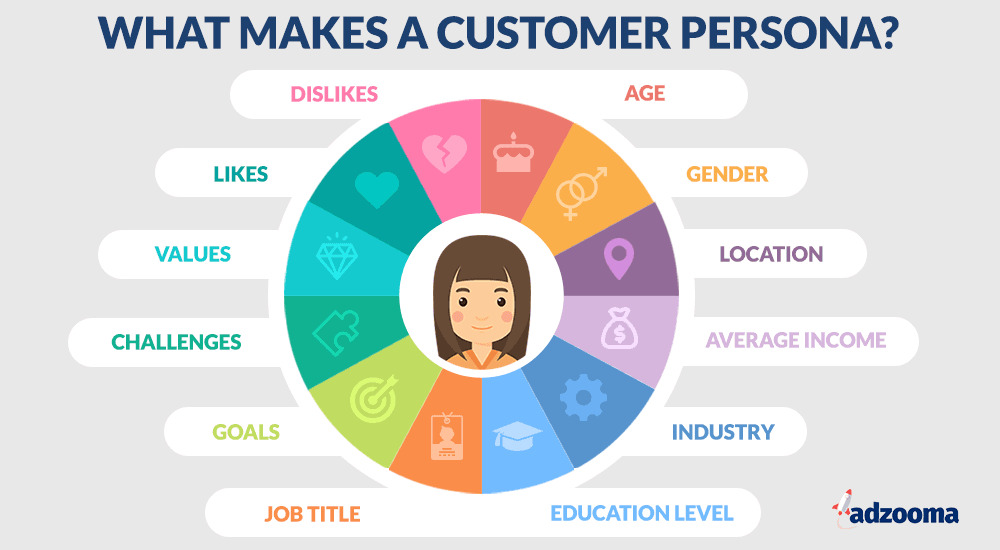 WHAT MAKES A CUSTOMER PERSONA?
DISLIKES
AGE
LIKES
GENDER
VALUES
LOCATION
CHALLENGES
AVERAGE INCOME
GOALS
INDUSTRY
JOB TITLE
EDUCATION LEVEL
$
adzooma